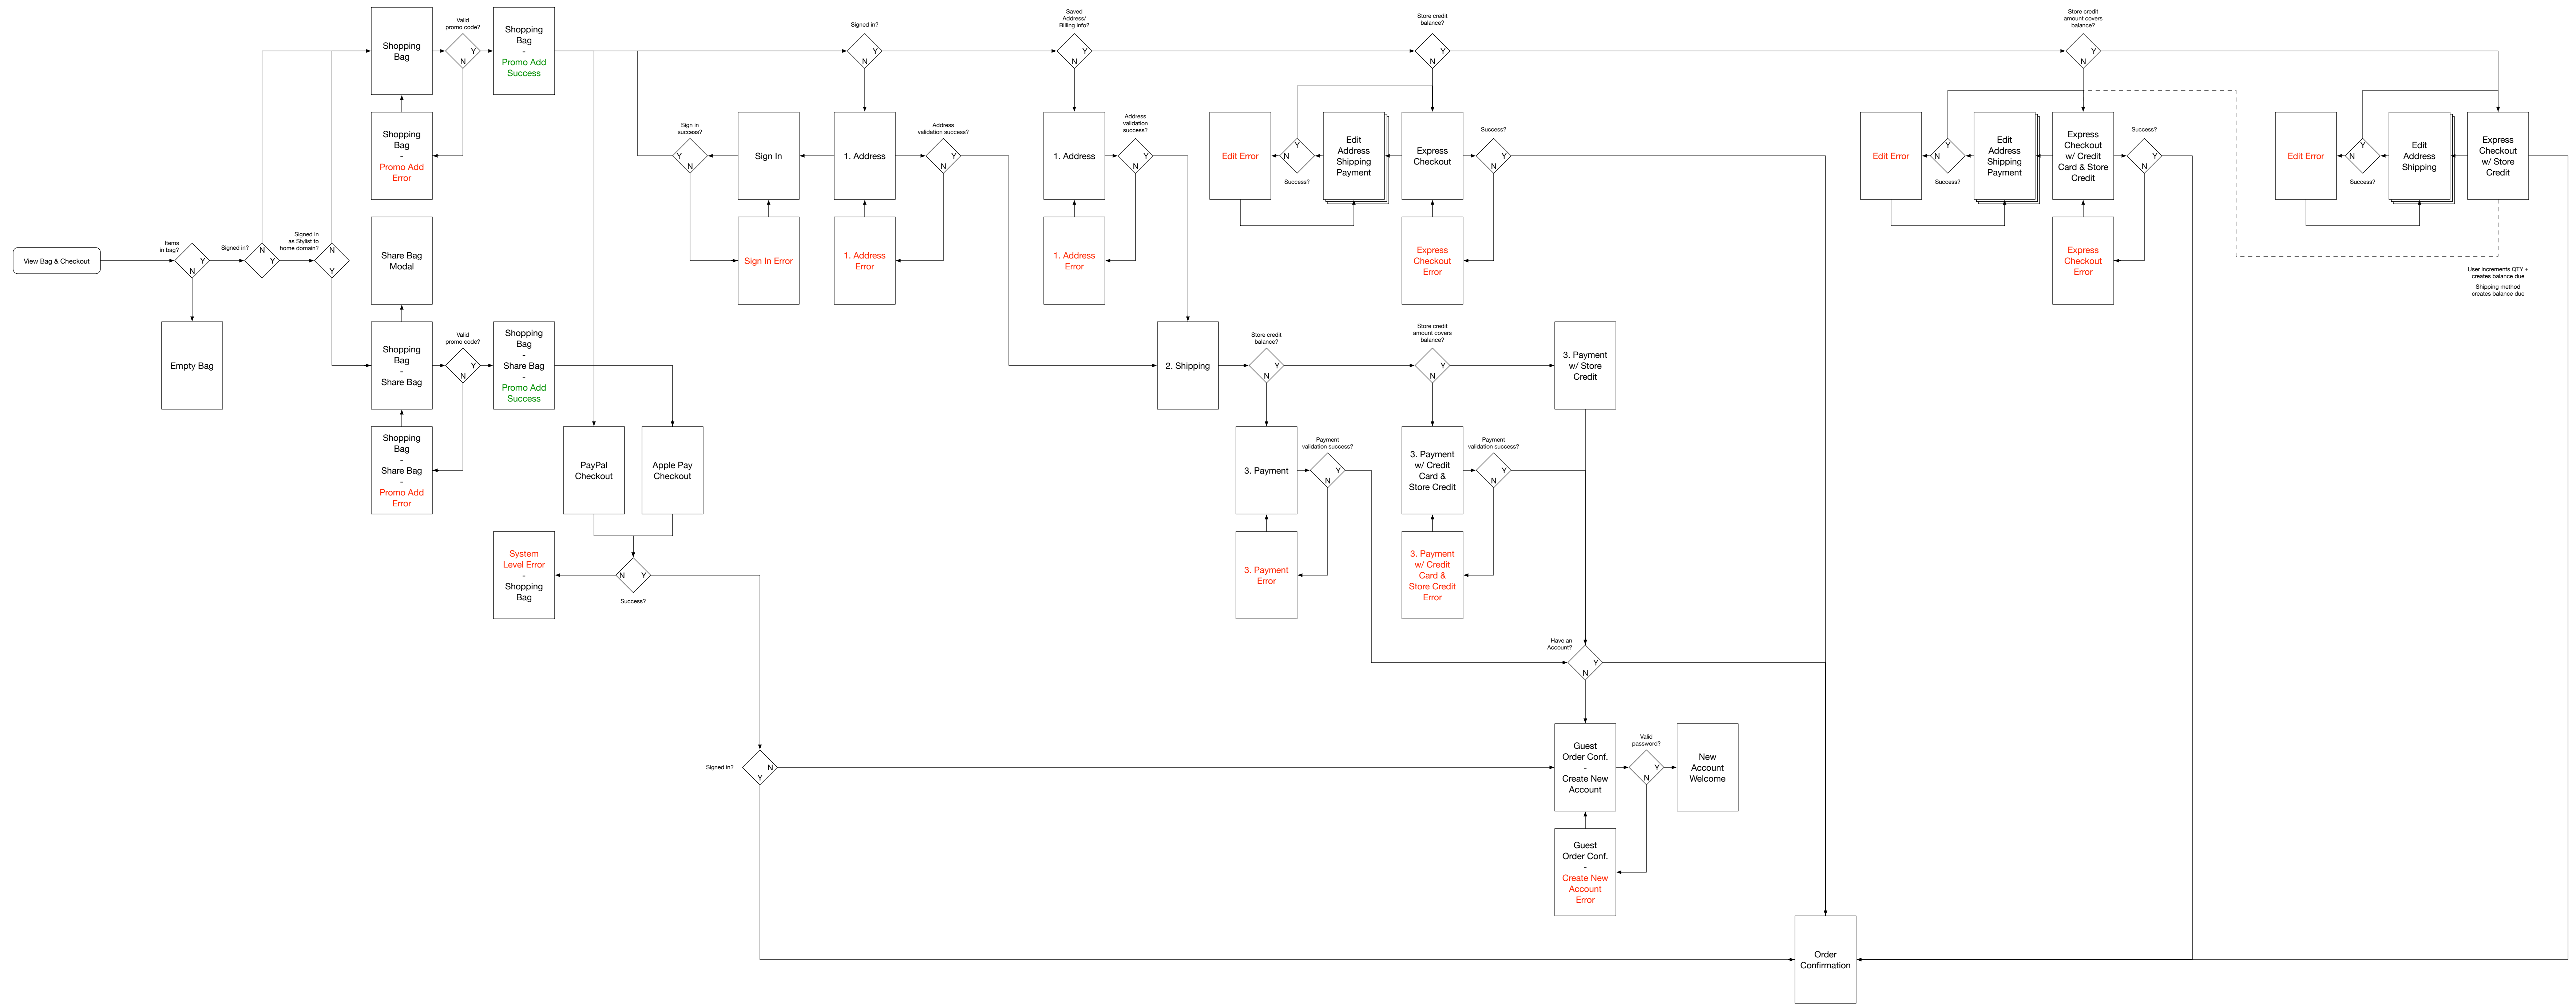 View Bag & Checkout
Items
in bag?
N
Y
Empty Bag
Signed in?
N
Y
Signed in
as Stylist to
home domain?
N
Y
Shopping
Bag
Valid
promo code?
Y
N
Shopping
Bag
-
Promo Add
Success
Shopping
Bag
-
Promo Add
Error
Share Bag
Modal
Shopping
Bag
-
Share Bag
Valid
promo code?
Y
N
Shopping
Bag
-
Share Bag
-
Promo Add
Success
Shopping
Bag
-
Share Bag
-
Promo Add
Error
PayPal
Checkout
Apple Pay
Checkout
System
Level Error
-
Shopping
Bag
N
Y
Success?
Signed in?
N
Y
Sign in
success?
Y
N
Sign In
Sign In Error
Signed in?
Y
N
1. Address
Address
validation success?
Y
N
1. Address
Error
Saved
Address/
Billing info?
Y
N
1. Address
Address
validation
success?
Y
N
1. Address
Error
2. Shipping
Store credit
balance?
Y
N
Store credit
amount covers
balance?
Y
N
3. Payment
w/ Store
Credit
3. Payment
Payment
validation success?
Y
N
3. Payment
Error
3. Payment
w/ Credit
Card &
Store Credit
Payment
validation success?
Y
N
3. Payment
w/ Credit
Card &
Store Credit
Error
Have an
Account?
Y
N
Guest
Order Conf.
-
Create New
Account
Valid
password?
Y
N
New
Account
Welcome
Guest
Order Conf.
-
Create New
Account
Error
Order
Confirmation
Store credit
balance?
Y
N
Edit Error
Y
N
Success?
Edit
Address
Shipping
Payment
Express
Checkout
Success?
Y
N
Express
Checkout
Error
Store credit
amount covers
balance?
Y
N
Edit Error
Y
N
Success?
Edit
Address
Shipping
Payment
Express
Checkout
w/ Credit
Card & Store
Credit
Success?
Y
N
Express
Checkout
Error
Edit Error
Y
N
Success?
Edit
Address
Shipping
Express
Checkout
w/ Store
Credit
User increments QTY +
creates balance due
Shipping method
creates balance due